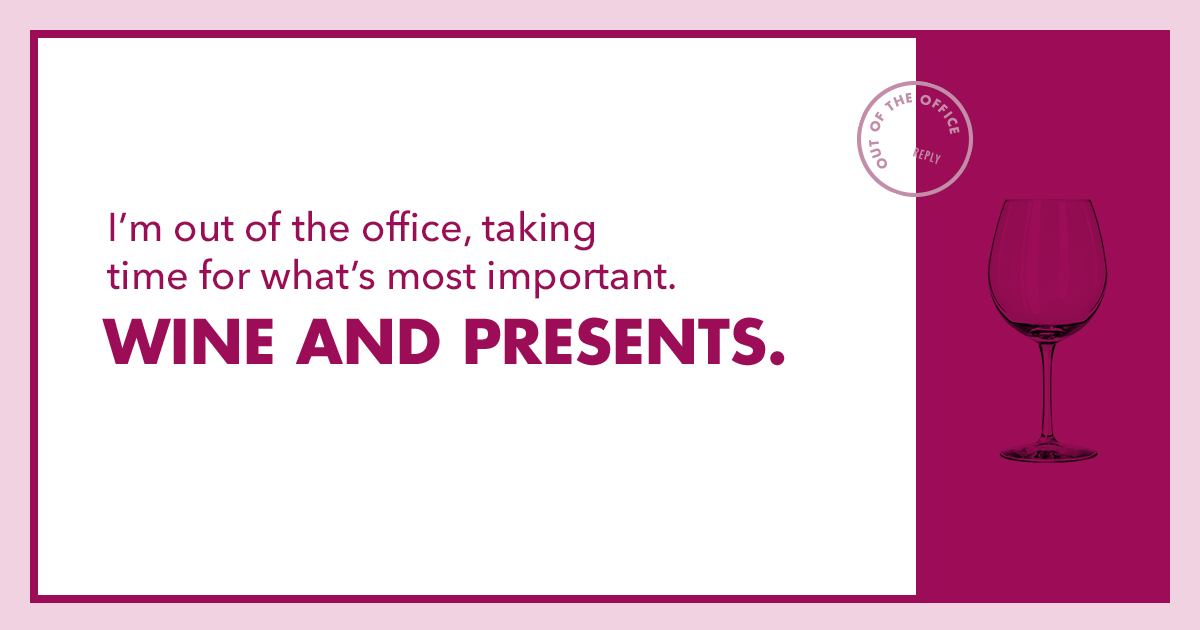 OUT OF THE OFFICE
REPLY
I’m out of the office, taking
time for what’s most important.
WINE AND PRESENTS.